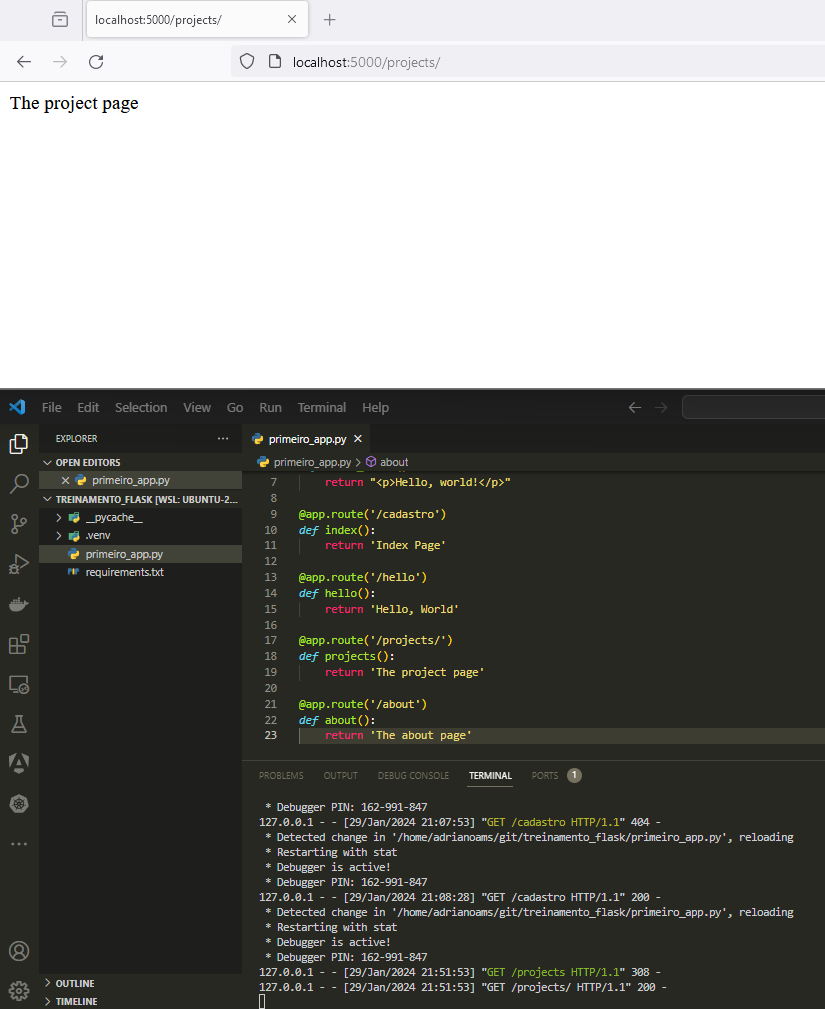 localhost:5000/projects/
localhost:5000/projects/
The project page
File Edit Selection View Go Run Terminal Help
EXPLORER
OPEN EDITORS
primeiro_app.py
TREINAMENTO_FLASK [WSL: UBUNTU-2...
__pycache__
.venv
primeiro_app.py
requirements.txt
OUTLINE
TIMELINE
primeiro_app.py
primeiro_app.py > about
7 return "<p>Hello, world!</p>"
8
9 @app.route('/cadastro')
10 def index():
11 return 'Index Page'
12
13 @app.route('/hello')
14 def hello():
15 return 'Hello, World'
16
17 @app.route('/projects/')
18 def projects():
19 return 'The project page'
20
21 @app.route('/about')
22 def about():
23 return 'The about page'
PROBLEMS OUTPUT DEBUG CONSOLE TERMINAL PORTS 1
* Debugger PIN: 162-991-847
127.0.0.1 - - [29/Jan/2024 21:07:53] "GET /cadastro HTTP/1.1" 404 -
* Detected change in '/home/adrianoams/git/treinamento_flask/primeiro_app.py', reloading
* Restarting with stat
* Debugger is active!
* Debugger PIN: 162-991-847
127.0.0.1 - - [29/Jan/2024 21:08:28] "GET /cadastro HTTP/1.1" 200 -
* Detected change in '/home/adrianoams/git/treinamento_flask/primeiro_app.py', reloading
* Restarting with stat
* Debugger is active!
* Debugger PIN: 162-991-847
127.0.0.1 - - [29/Jan/2024 21:51:53] "GET /projects HTTP/1.1" 308 -
127.0.0.1 - - [29/Jan/2024 21:51:53] "GET /projects/ HTTP/1.1" 200 -